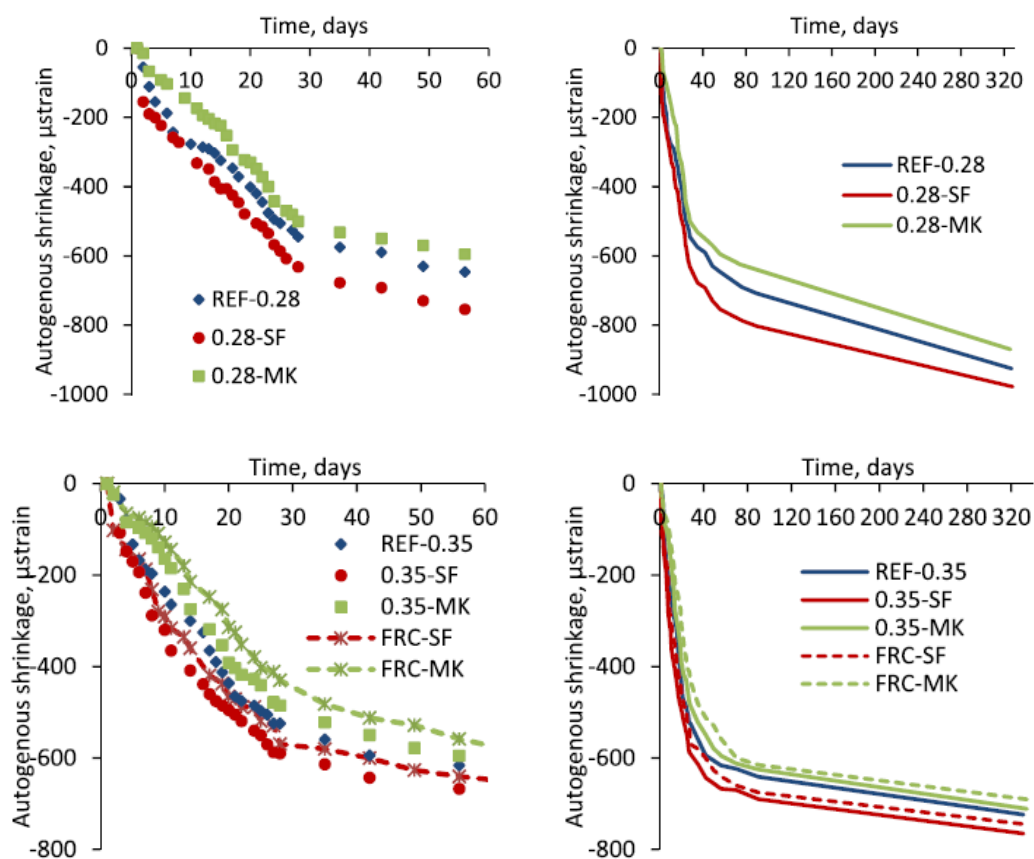 Time, days
0
0 10 20 30 40 50 60
-200
-400
-600
-800
-1000
Autogenous shrinkage, µstrain
REF-0.28
0.28-SF
0.28-MK
Time, days
0
0 40 80 120 160 200 240 280 320
-200
-400
-600
-800
-1000
Autogenous shrinkage, µstrain
REF-0.28
0.28-SF
0.28-MK
Time, days
0
0 10 20 30 40 50 60
-200
-400
-600
-800
Autogenous shrinkage, µstrain
REF-0.35
0.35-SF
0.35-MK
FRC-SF
FRC-MK
Time, days
0
0 40 80 120 160 200 240 280 320
-200
-400
-600
-800
Autogenous shrinkage, µstrain
REF-0.35
0.35-SF
0.35-MK
FRC-SF
FRC-MK